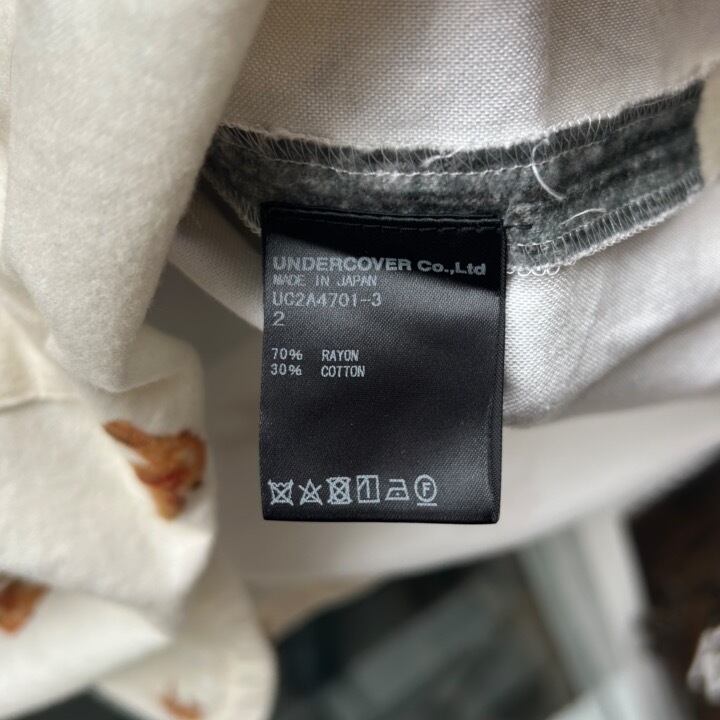 UNDERCOVER Co.,Ltd
MADE IN JAPAN
UC2A4701-3
2
70% RAYON
30% COTTON
F